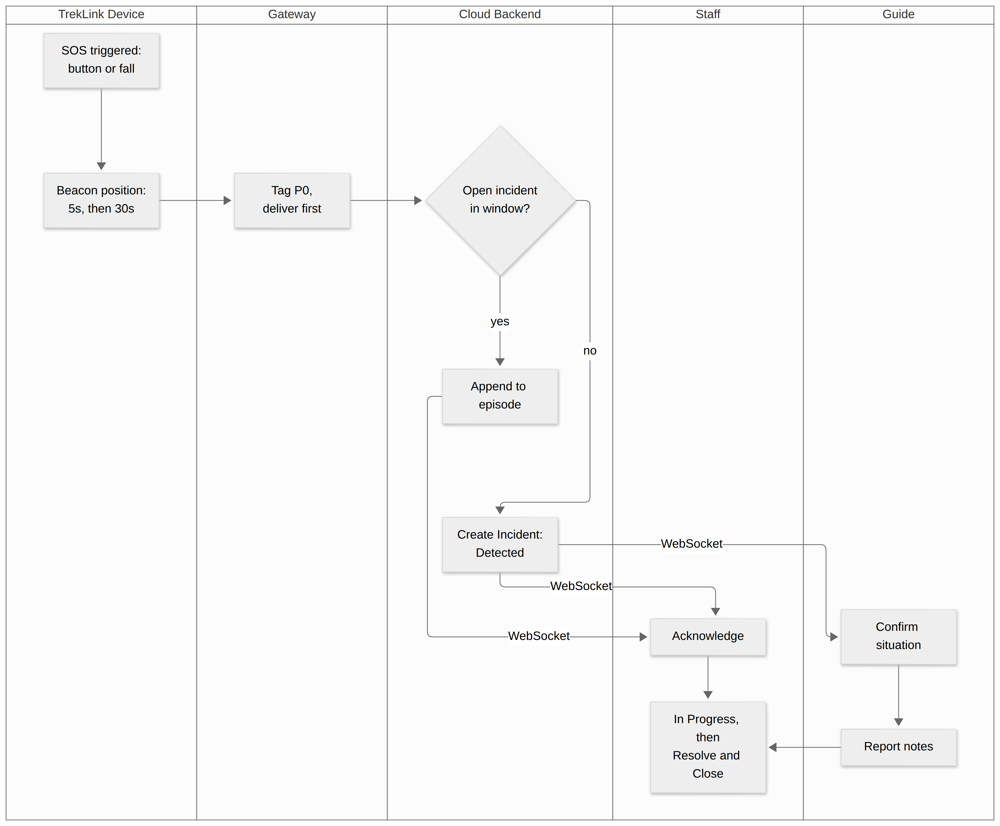 TrekLink Device
Gateway
Cloud Backend
Staff
Guide
SOS triggered:
button or fall
Beacon position:
5s, then 30s
Tag P0,
deliver first
Open incident
in window?
yes
no
Append to
episode
Create Incident:
Detected
WebSocket
WebSocket
WebSocket
Acknowledge
Confirm
situation
In Progress,
then
Resolve and
Close
Report notes